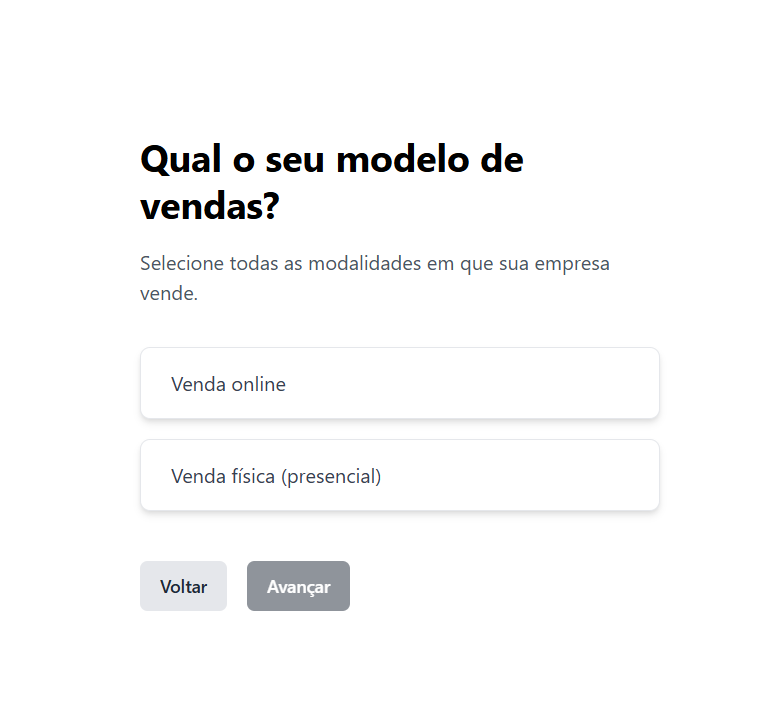 Qual o seu modelo de
vendas?
Selecione todas as modalidades em que sua empresa
vende.
Venda online
Venda física (presencial)
Voltar
Avançar